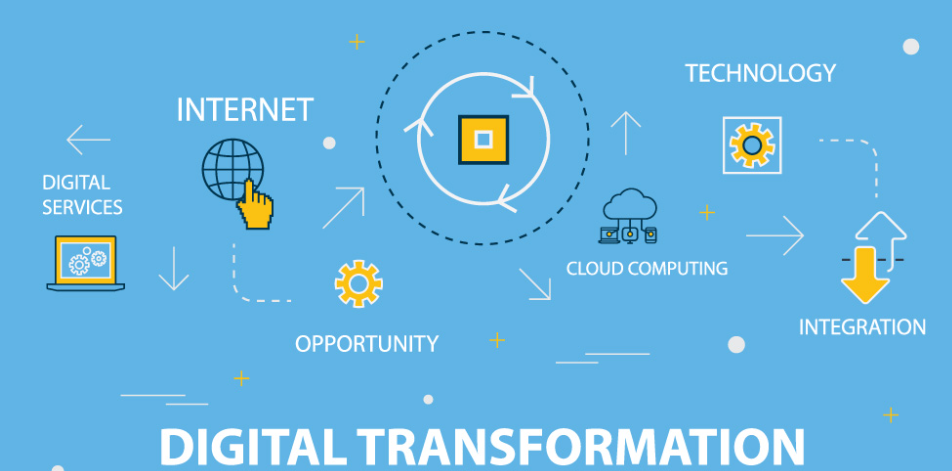 TECHNOLOGY
INTERNET
DIGITAL
SERVICES
CLOUD COMPUTING
INTEGRATION
OPPORTUNITY
DIGITAL TRANSFORMATION